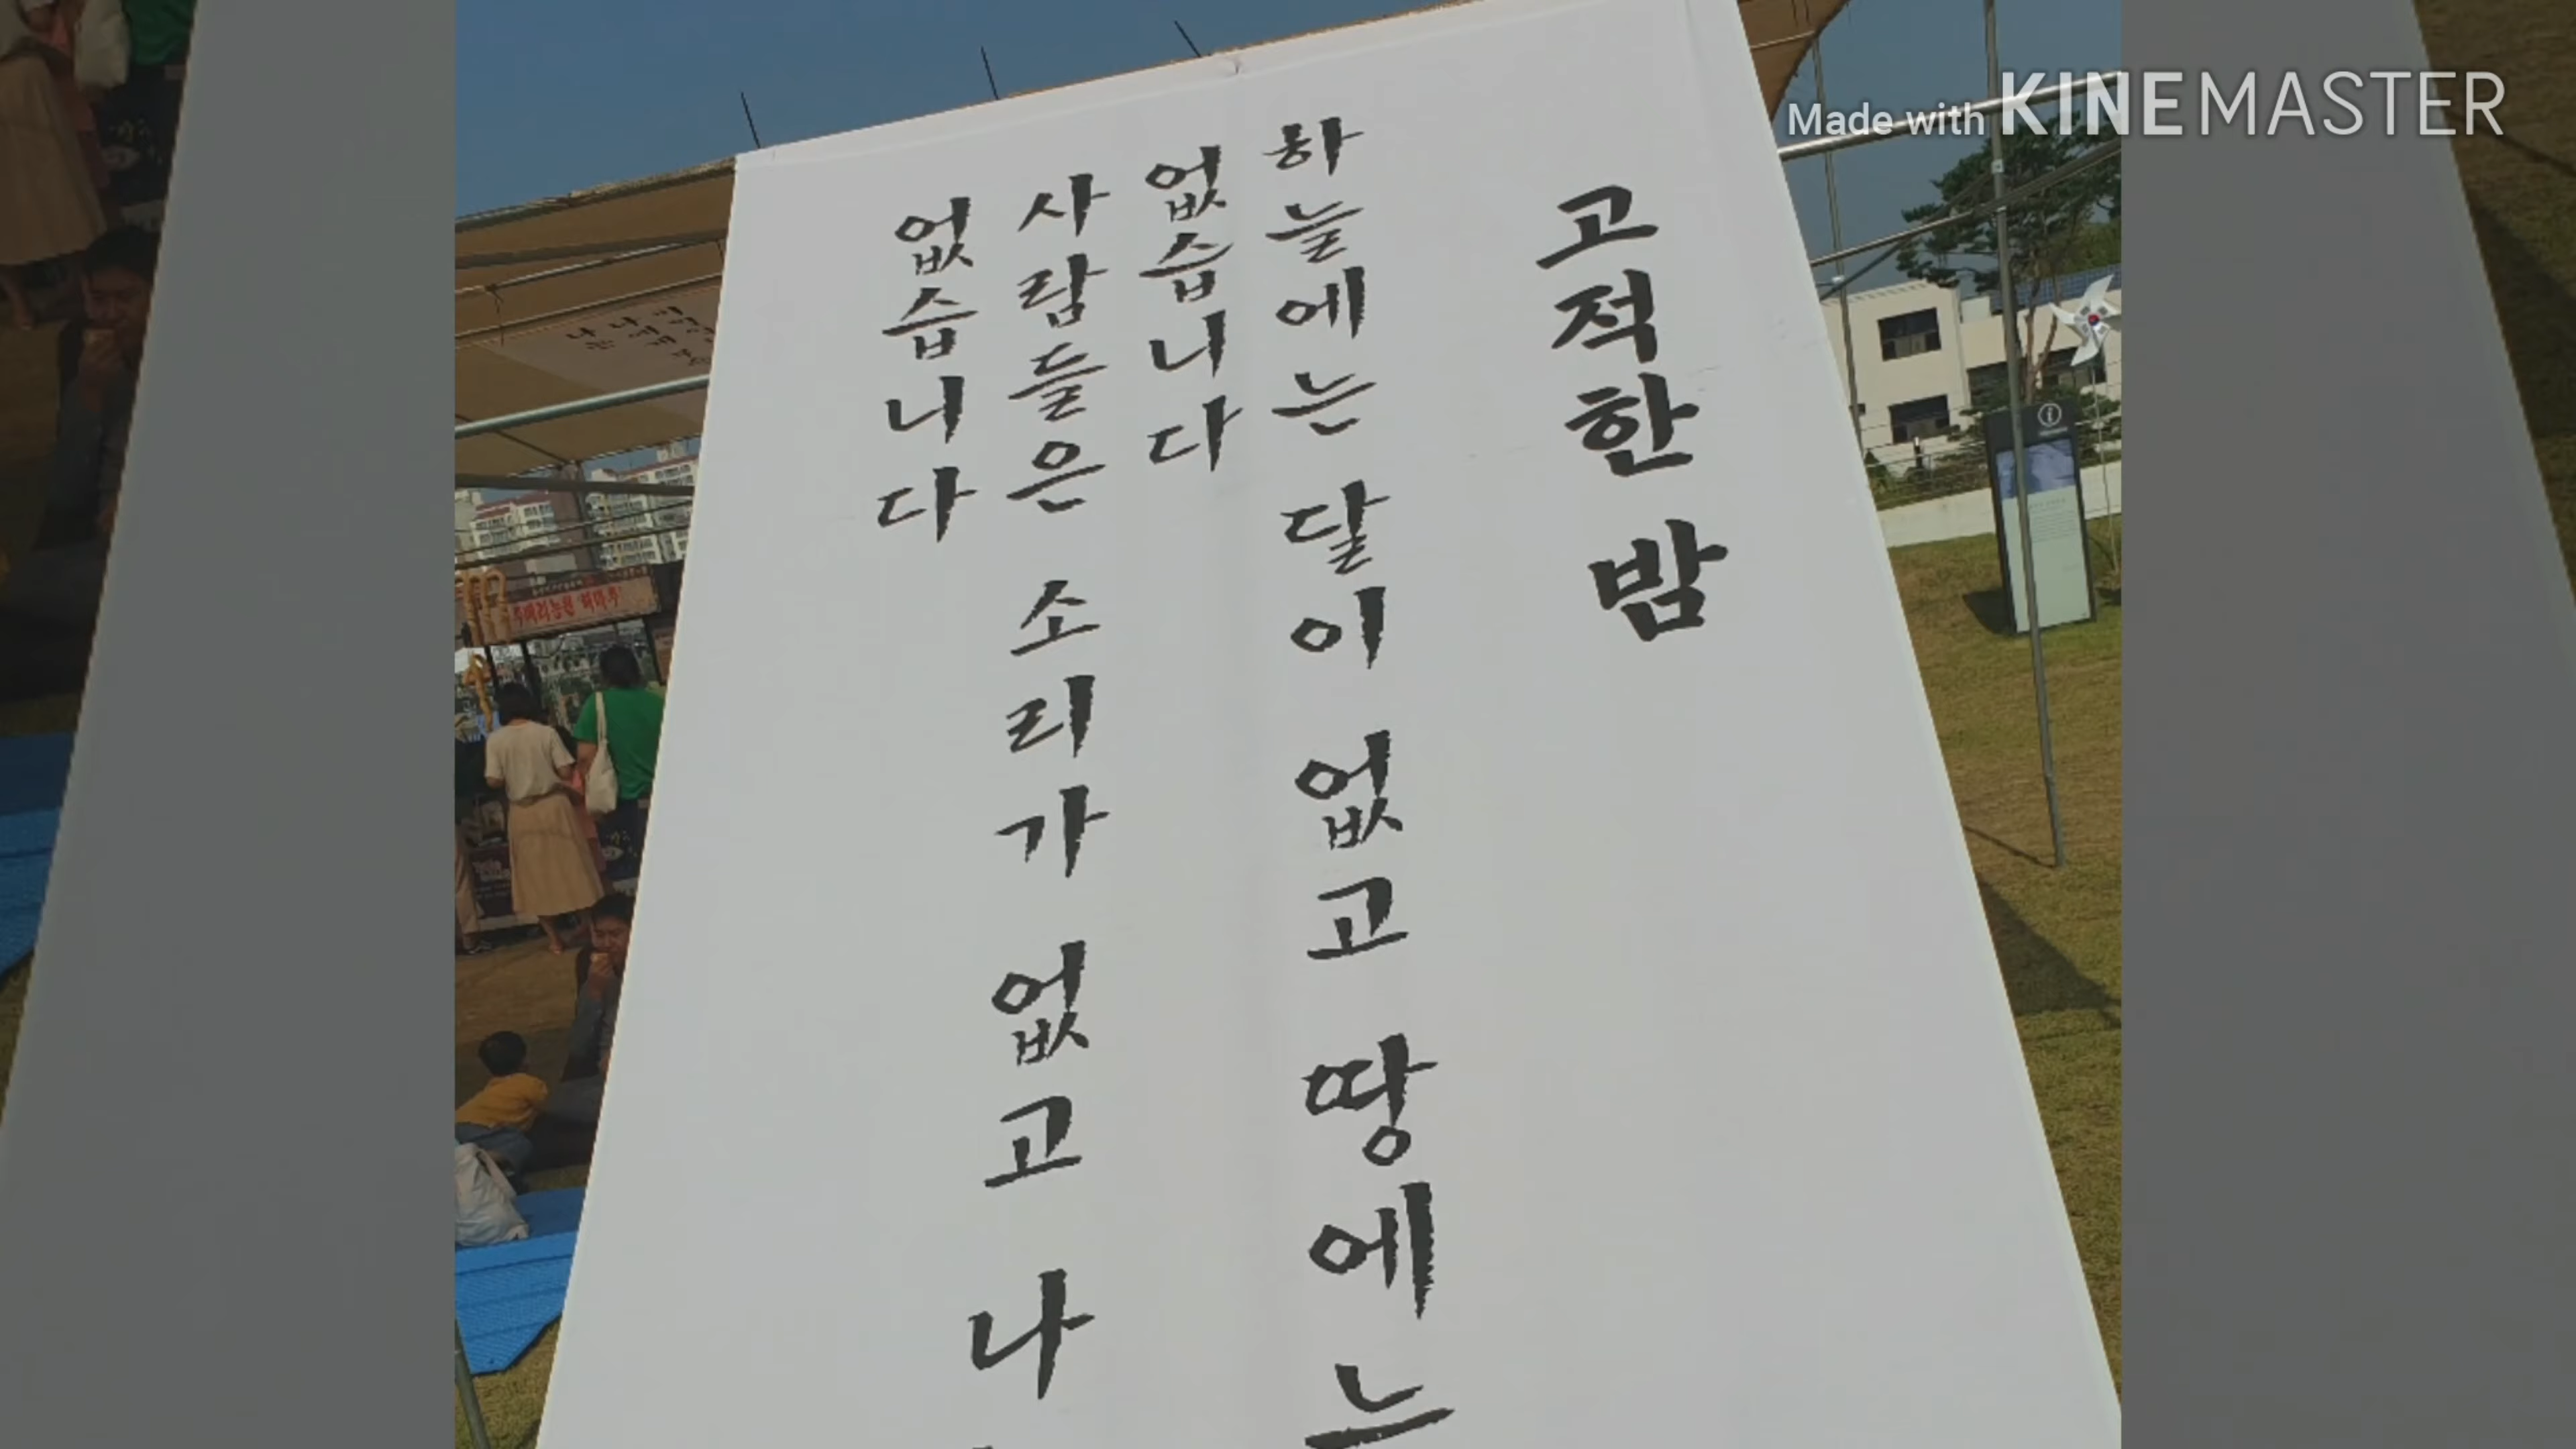 Made with KINEMASTER
고적한 밤
하늘에는 달이 없고 땅에느
없습니다
사람들은 소리가 없고 나
없습니다